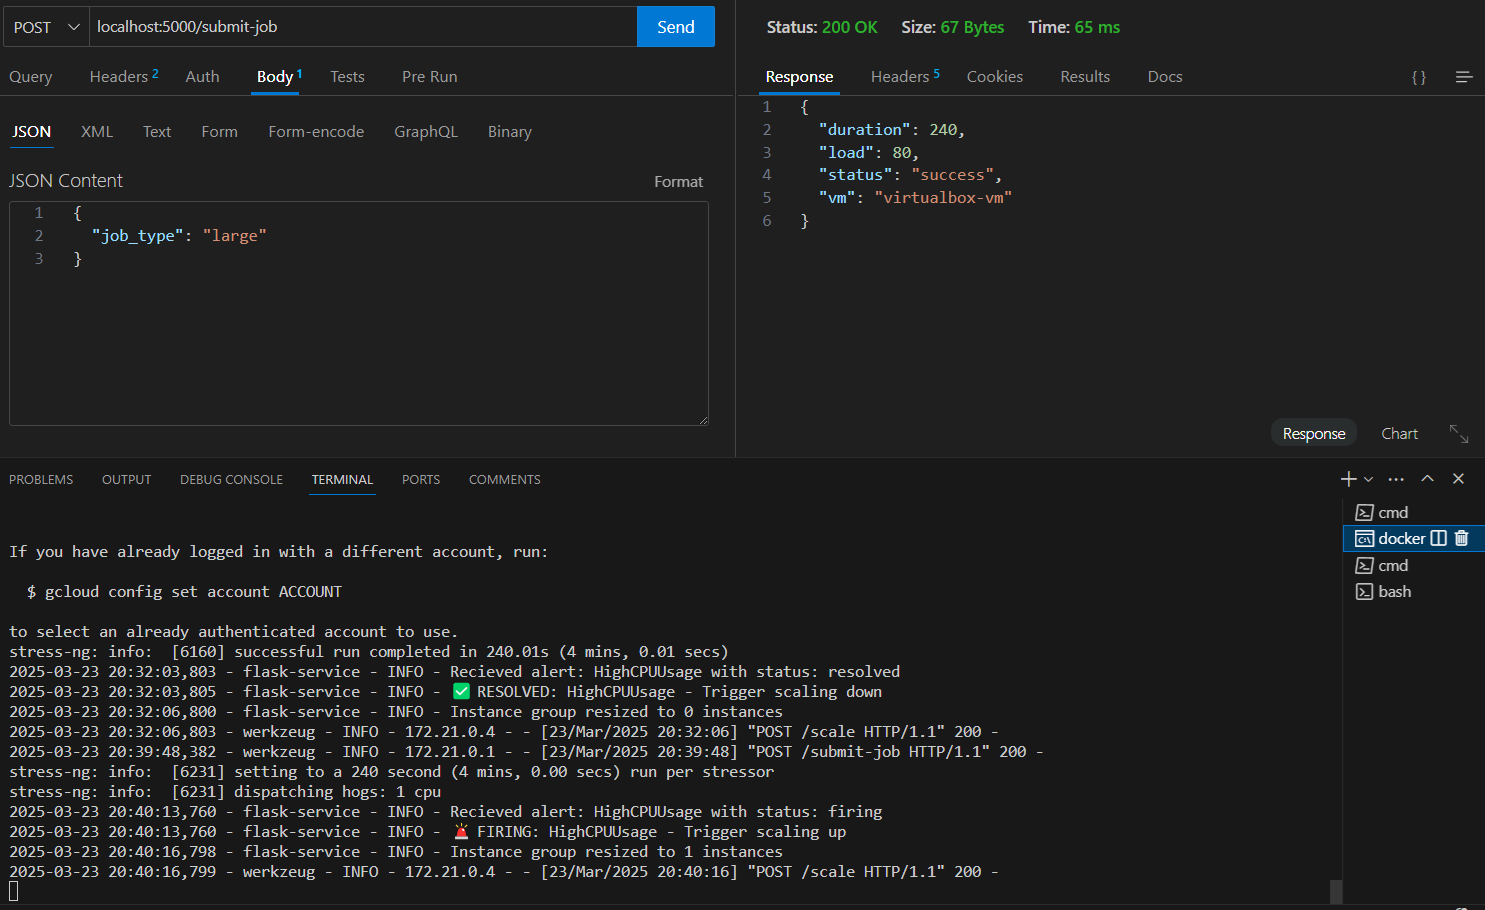 POST localhost:5000/submit-job Send
Query Headers 2 Auth Body 1 Tests Pre Run
JSON XML Text Form Form-encode GraphQL Binary
JSON Content Format
1 {
2 "job_type": "large"
3 }
Status: 200 OK Size: 67 Bytes Time: 65 ms
Response Headers 5 Cookies Results Docs { }
1 {
2 "duration": 240,
3 "load": 80,
4 "status": "success",
5 "vm": "virtualbox-vm"
6 }
Response Chart
PROBLEMS OUTPUT DEBUG CONSOLE TERMINAL PORTS COMMENTS
If you have already logged in with a different account, run:
$ gcloud config set account ACCOUNT
to select an already authenticated account to use.
stress-ng: info:  [6160] successful run completed in 240.01s (4 mins, 0.01 secs)
2025-03-23 20:32:03,803 - flask-service - INFO - Recieved alert: HighCPUUsage with status: resolved
2025-03-23 20:32:03,805 - flask-service - INFO - ✅ RESOLVED: HighCPUUsage - Trigger scaling down
2025-03-23 20:32:06,800 - flask-service - INFO - Instance group resized to 0 instances
2025-03-23 20:32:06,803 - werkzeug - INFO - 172.21.0.4 - - [23/Mar/2025 20:32:06] "POST /scale HTTP/1.1" 200 -
2025-03-23 20:39:48,382 - werkzeug - INFO - 172.21.0.1 - - [23/Mar/2025 20:39:48] "POST /submit-job HTTP/1.1" 200 -
stress-ng: info:  [6231] setting to a 240 second (4 mins, 0.00 secs) run per stressor
stress-ng: info:  [6231] dispatching hogs: 1 cpu
2025-03-23 20:40:13,760 - flask-service - INFO - Recieved alert: HighCPUUsage with status: firing
2025-03-23 20:40:13,760 - flask-service - INFO - 🚨 FIRING: HighCPUUsage - Trigger scaling up
2025-03-23 20:40:16,798 - flask-service - INFO - Instance group resized to 1 instances
2025-03-23 20:40:16,799 - werkzeug - INFO - 172.21.0.4 - - [23/Mar/2025 20:40:16] "POST /scale HTTP/1.1" 200 -
cmd
docker
cmd
bash